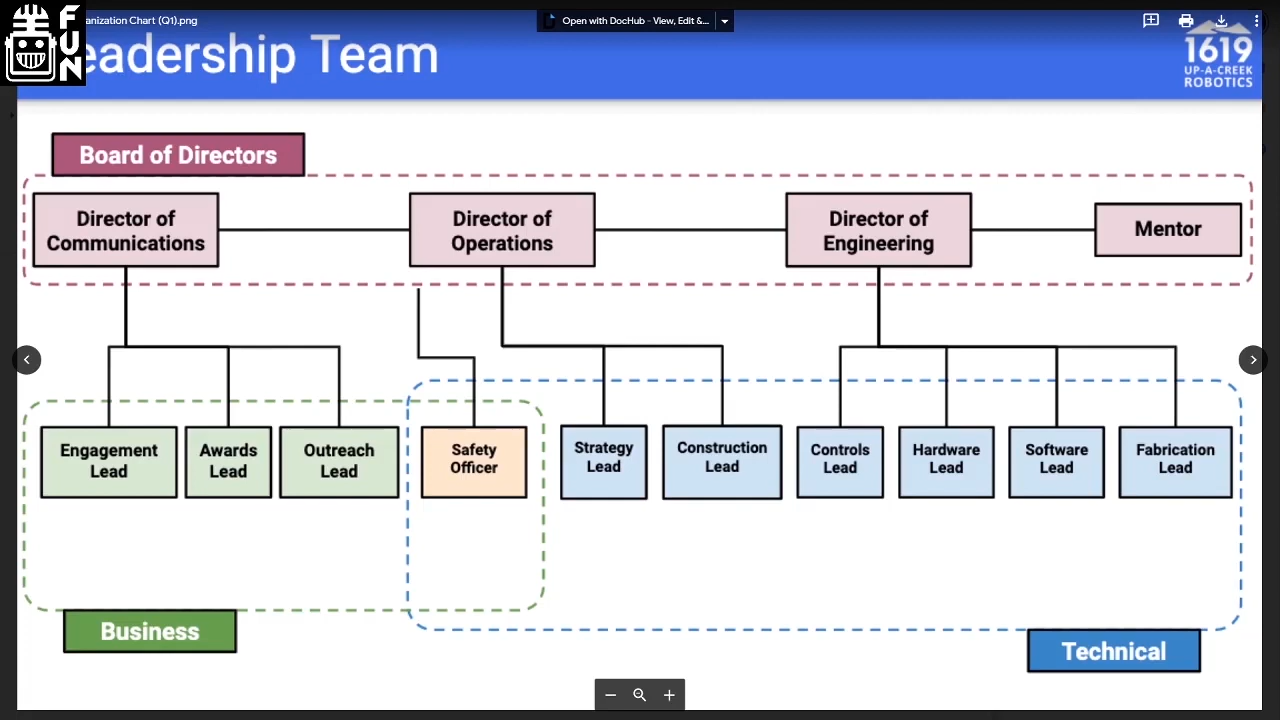 FUN
anization Chart (Q1).png
Open with DocHub - View, Edit &...
eadership Team
1619
UP-A-CREEK
ROBOTICS
Board of Directors
Director of
Communications
Director of
Operations
Director of
Engineering
Mentor
Engagement
Lead
Awards
Lead
Outreach
Lead
Safety
Officer
Strategy
Lead
Construction
Lead
Controls
Lead
Hardware
Lead
Software
Lead
Fabrication
Lead
Business
Technical